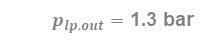 p_{lp,out} = 1.3 bar